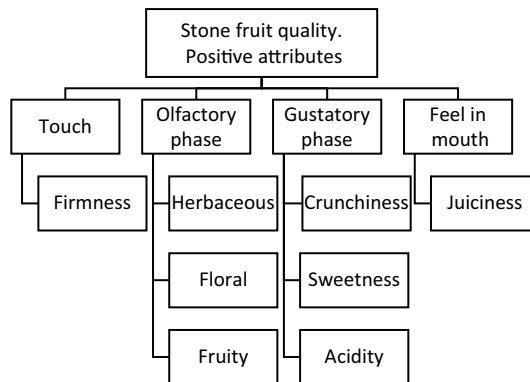 Stone fruit quality.
Positive attributes
Touch
Olfactory
phase
Gustatory
phase
Feel in
mouth
Firmness
Herbaceous
Crunchiness
Juiciness
Floral
Sweetness
Fruity
Acidity